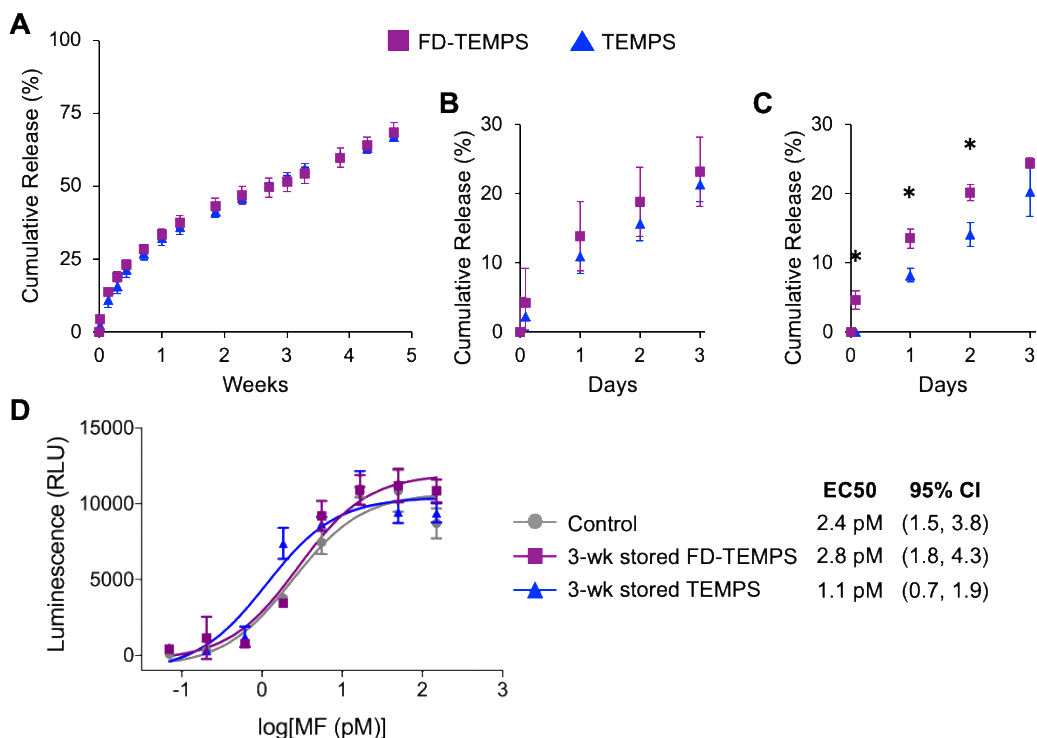 A
FD-TEMPS
TEMPS
Cumulative Release (%)
100
75
50
25
0
0
1
2
3
4
5
Weeks
B
Cumulative Release (%)
30
20
10
0
0
1
2
3
Days
C
Cumulative Release (%)
30
20
10
0
*
*
*
0
1
2
3
Days
D
Luminescence (RLU)
15000
10000
5000
0
-1
0
1
2
3
log[MF (pM)]
EC50 95% CI
Control 2.4 pM (1.5, 3.8)
3-wk stored FD-TEMPS 2.8 pM (1.8, 4.3)
3-wk stored TEMPS 1.1 pM (0.7, 1.9)